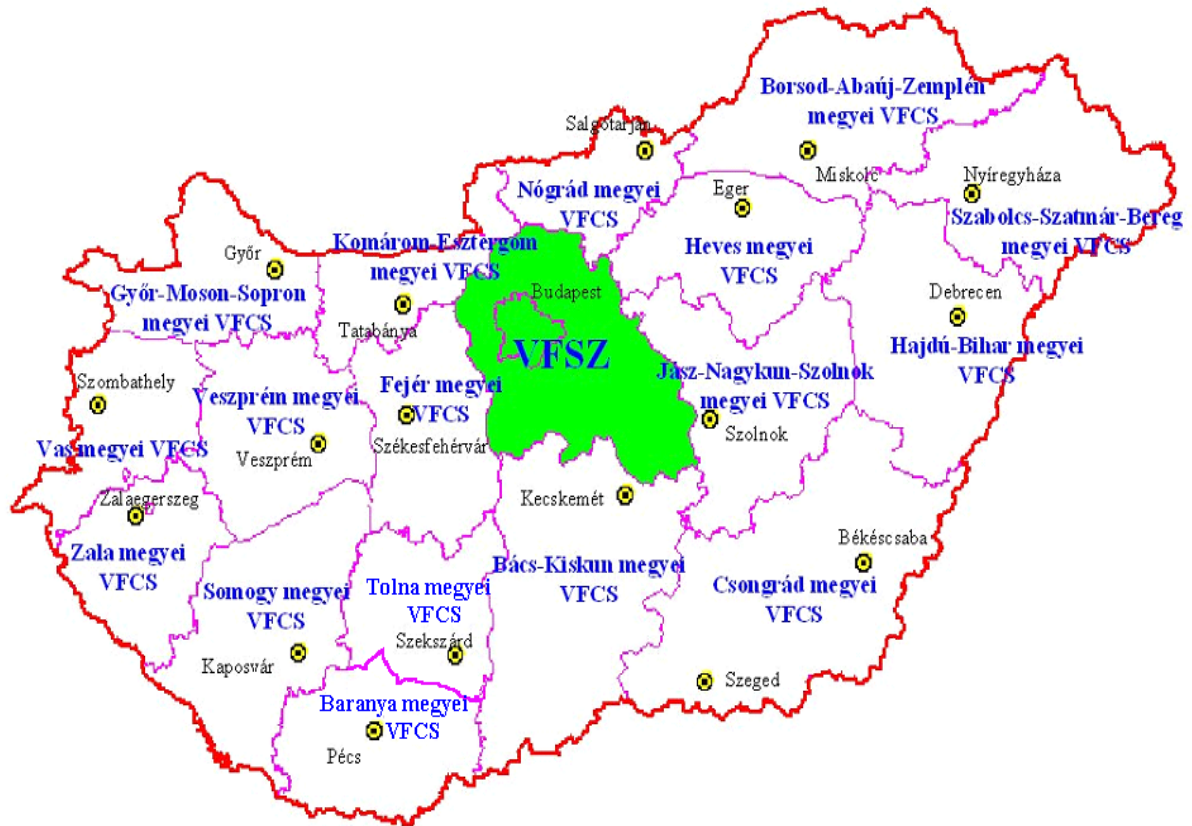 Borsod-Abaúj-Zemplén
megyei VFCS
Salgótarján
Miskolc
Nyíregyháza
Eger
Nógrád megyei
VFCS
Szabolcs-Szatmár-Bereg
megyei VFCS
Heves megyei
VFCS
Komárom-Esztergom
megyei VFCS
Győr
Győr-Moson-Sopron
megyei VFCS
Budapest
Debrecen
Tatabánya
VFSZ
Hajdú-Bihar megyei
VFCS
Jász-Nagykun-Szolnok
megyei VFCS
Szombathely
Veszprém megyei
VFCS
Fejér megyei
VFCS
Szolnok
Vas megyei VFCS
Veszprém
Székesfehérvár
Zalaegerszeg
Kecskemét
Békéscsaba
Zala megyei
VFCS
Bács-Kiskun megyei
VFCS
Csongrád megyei
VFCS
Somogy megyei
VFCS
Tolna megyei
VFCS
Szekszárd
Kaposvár
Szeged
Baranya megyei
VFCS
Pécs